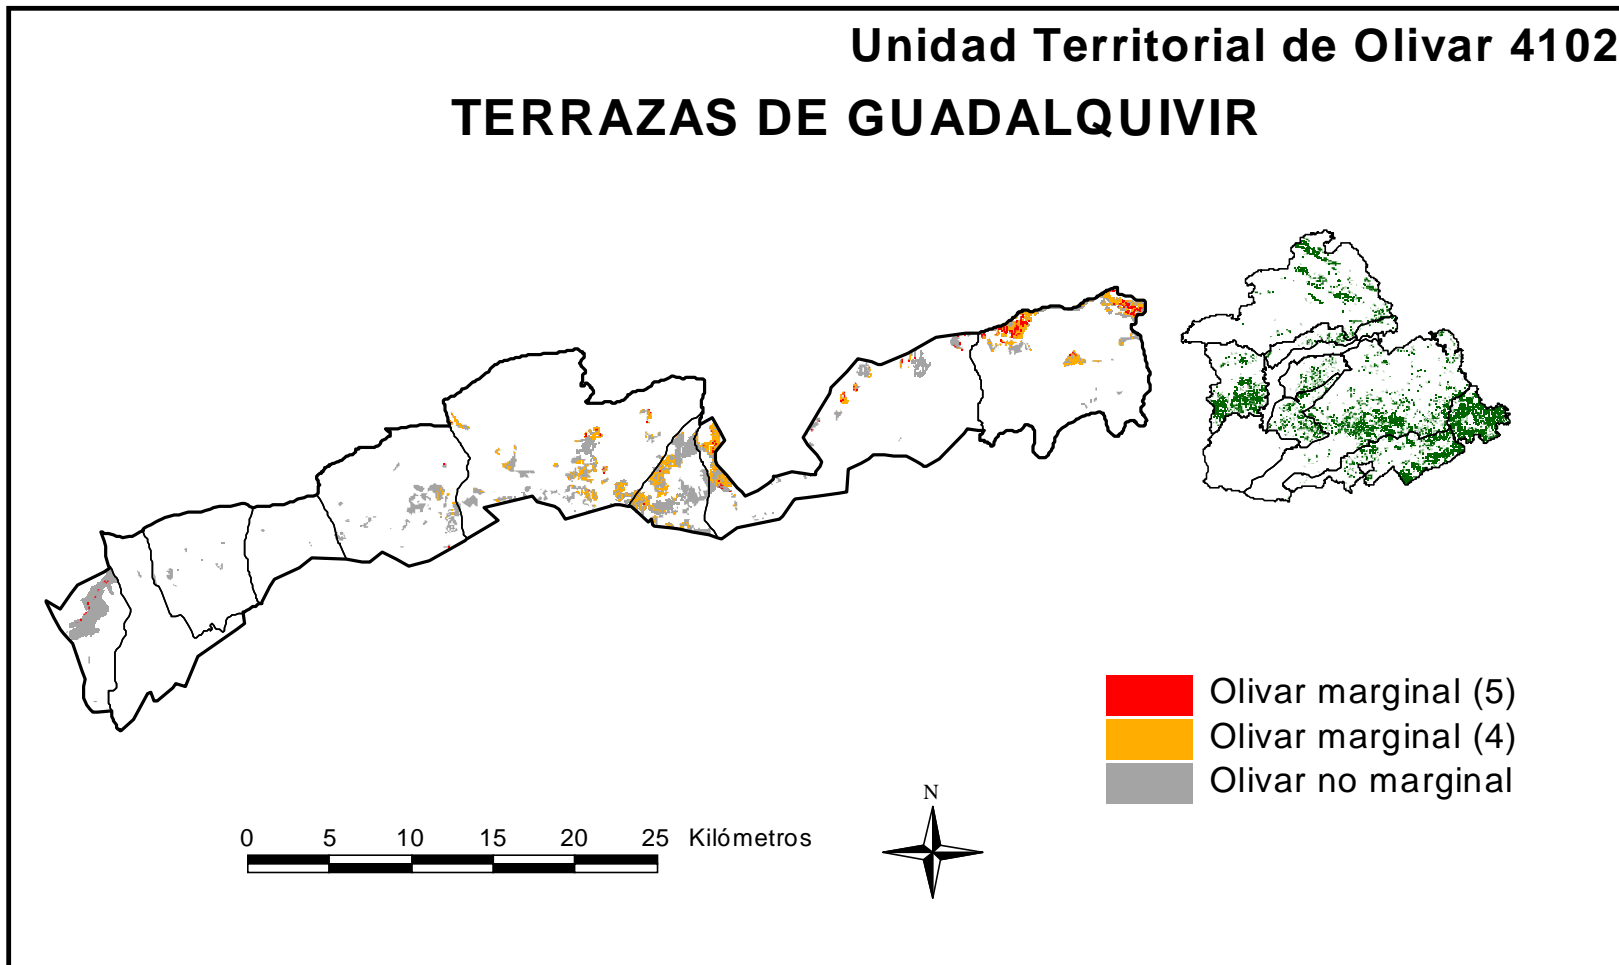 Unidad Territorial de Olivar 4102
TERRAZAS DE GUADALQUIVIR
Olivar marginal (5)
Olivar marginal (4)
Olivar no marginal
N
0 5 10 15 20 25 Kilómetros